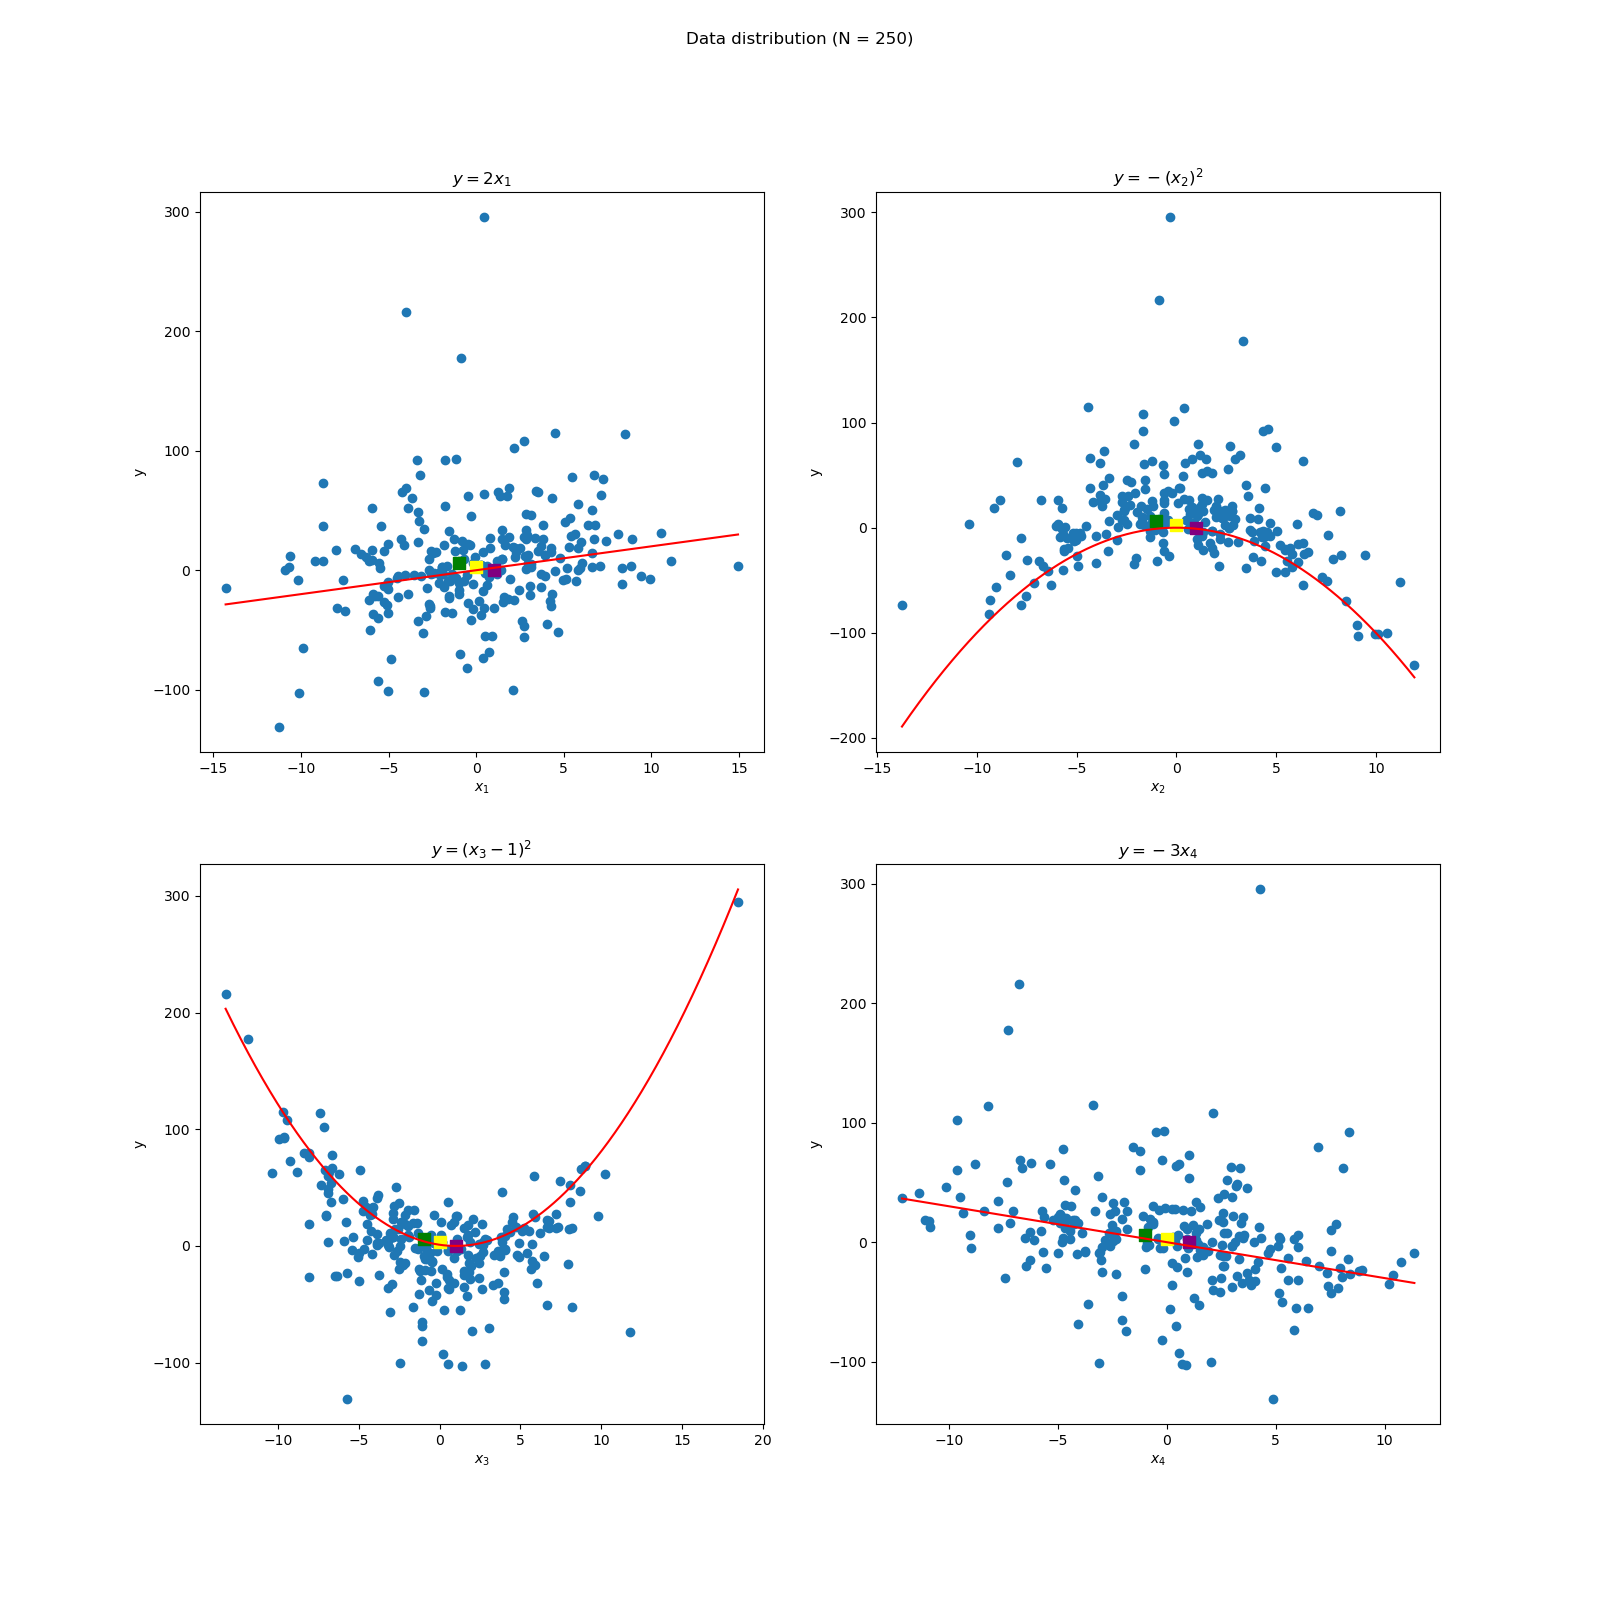 Data distribution (N = 250)
y = 2x₁
300
200
100
0
−100
y
−15 −10 −5 0 5 10 15
x₁
y = −(x₂)²
300
200
100
0
−100
−200
y
−15 −10 −5 0 5 10
x₂
y = (x₃ − 1)²
300
200
100
0
−100
y
−10 −5 0 5 10 15 20
x₃
y = −3x₄
300
200
100
0
−100
y
−10 −5 0 5 10
x₄